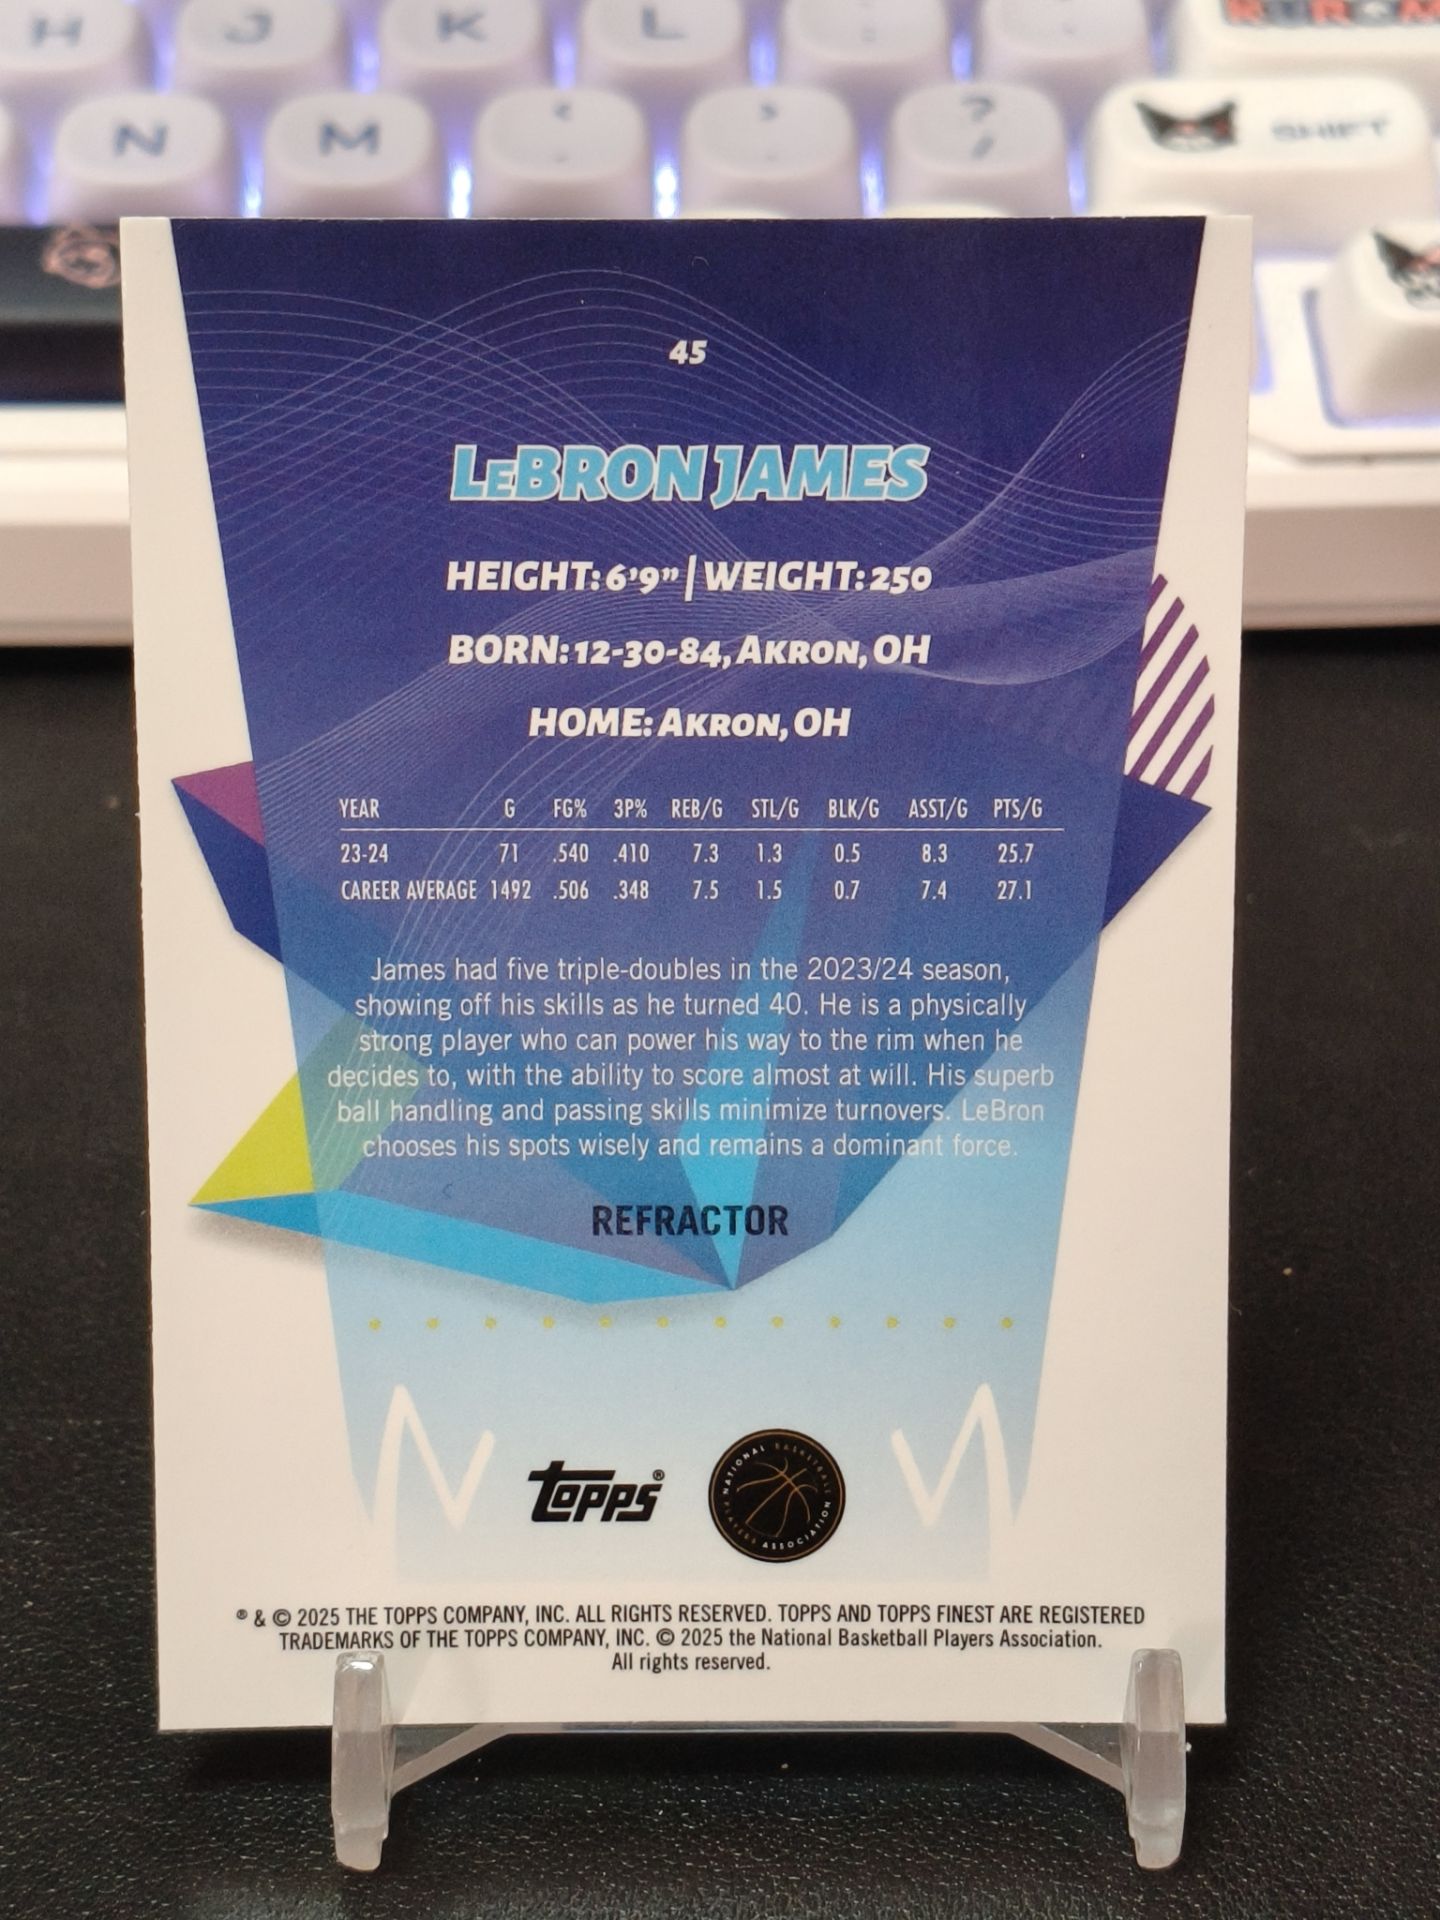 H J K L : ;
N M < , > . ? / SHIFT
45
LeBRON JAMES
HEIGHT: 6'9" | WEIGHT: 250
BORN: 12-30-84, AKRON, OH
HOME: AKRON, OH
YEAR G FG% 3P% REB/G STL/G BLK/G ASST/G PTS/G
23-24 71 .540 .410 7.3 1.3 0.5 8.3 25.7
CAREER AVERAGE 1492 .506 .348 7.5 1.5 0.7 7.4 27.1
James had five triple-doubles in the 2023/24 season,
showing off his skills as he turned 40. He is a physically
strong player who can power his way to the rim when he
decides to, with the ability to score almost at will. His superb
ball handling and passing skills minimize turnovers. LeBron
chooses his spots wisely and remains a dominant force.
REFRACTOR
Topps®
NATIONAL BASKETBALL PLAYERS ASSOCIATION
® & © 2025 THE TOPPS COMPANY, INC. ALL RIGHTS RESERVED. TOPPS AND TOPPS FINEST ARE REGISTERED
TRADEMARKS OF THE TOPPS COMPANY, INC. © 2025 the National Basketball Players Association.
All rights reserved.